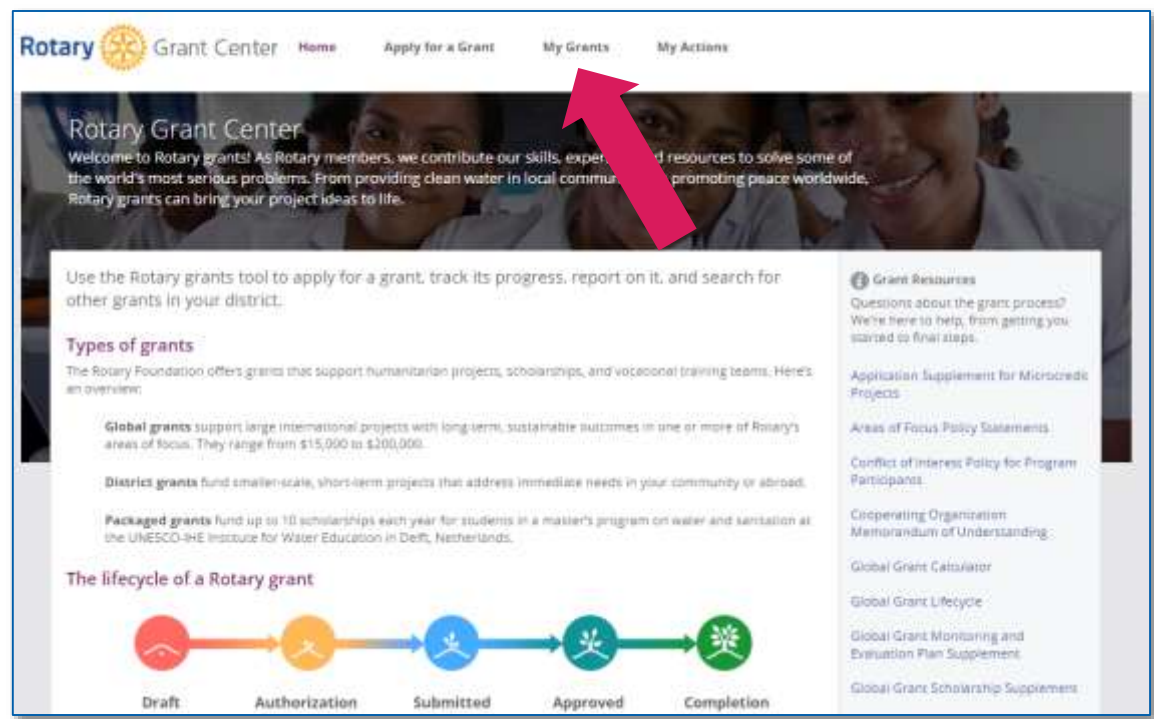 Rotary Grant Center Home Apply for a Grant My Grants My Actions
Rotary Grant Center
Welcome to Rotary grants! As Rotary members, we contribute our skills, resources to solve some of
the world's most serious problems. From providing clean water in local promoting peace worldwide,
Rotary grants can bring your project ideas to life.
Use the Rotary grants tool to apply for a grant, track its progress, report on it, and search for
other grants in your district.
Types of grants
The Rotary Foundation offers grants that support humanitarian projects, scholarships, and vocational training teams. Here's
an overview:
Global grants support large international projects with long-term, sustainable outcomes in one or more of Rotary's
areas of focus. They range from $15,000 to $200,000.
District grants fund smaller-scale, short-term projects that address immediate needs in your community or abroad.
Packaged grants fund up to 10 scholarships each year for students in a master's program on water and sanitation at
the UNESCO-IHE Institute for Water Education in Delft, Netherlands.
The lifecycle of a Rotary grant
Draft Authorization Submitted Approved Completion
Grant Resources
Questions about the grant process?
We're here to help, from getting you
started to final steps.
Application Supplement for Microcredit
Projects
Areas of Focus Policy Statements
Conflict of Interest Policy for Program
Participants
Cooperating Organization
Memorandum of Understanding
Global Grant Calculator
Global Grant Lifecycle
Global Grant Monitoring and
Evaluation Plan Supplement
Global Grant Scholarship Supplement